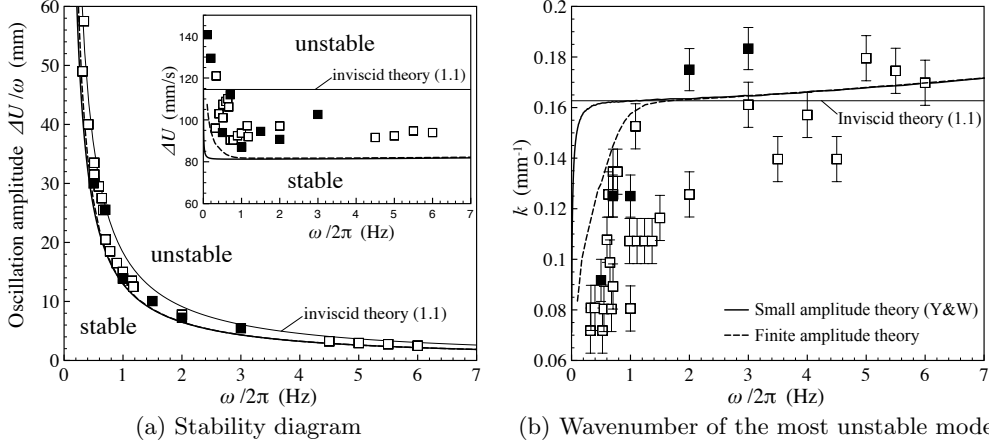 60
50
40
30
20
10
0
Oscillation amplitude ΔU/ω (mm)
0 1 2 3 4 5 6 7
ω/2π (Hz)
unstable
stable
inviscid theory (1.1)
140
120
100
80
60
ΔU (mm/s)
unstable
inviscid theory (1.1)
stable
0 1 2 3 4 5 6 7
ω/2π (Hz)
(a) Stability diagram
0.20
0.18
0.16
0.14
0.12
0.10
0.08
0.06
k (mm⁻¹)
Inviscid theory (1.1)
Small amplitude theory (Y&W)
Finite amplitude theory
0 1 2 3 4 5 6 7
ω/2π (Hz)
(b) Wavenumber of the most unstable mode